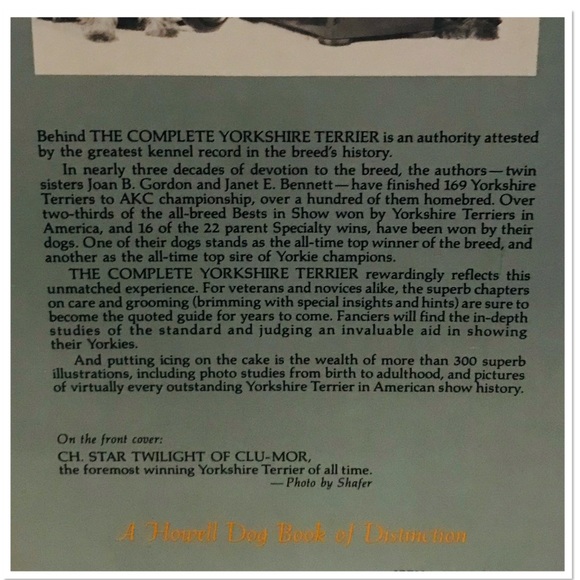 Behind THE COMPLETE YORKSHIRE TERRIER is an authority attested
by the greatest kennel record in the breed's history.
In nearly three decades of devotion to the breed, the authors—twin
sisters Joan B. Gordon and Janet E. Bennett—have finished 169 Yorkshire
Terriers to AKC championship, over a hundred of them homebred. Over
two-thirds of the all-breed Bests in Show won by Yorkshire Terriers in
America, and 16 of the 22 parent Specialty wins, have been won by their
dogs. One of their dogs stands as the all-time top winner of the breed, and
another as the all-time top sire of Yorkie champions.
THE COMPLETE YORKSHIRE TERRIER rewardingly reflects this
unmatched experience. For veterans and novices alike, the superb chapters
on care and grooming (brimming with special insights and hints) are sure to
become the quoted guide for years to come. Fanciers will find the in-depth
studies of the standard and judging an invaluable aid in showing
their Yorkies.
And putting icing on the cake is the wealth of more than 300 superb
illustrations, including photo studies from birth to adulthood, and pictures
of virtually every outstanding Yorkshire Terrier in American show history.
On the front cover:
CH. STAR TWILIGHT OF CLU-MOR,
the foremost winning Yorkshire Terrier of all time.
—Photo by Shafer
A Howell Dog Book of Distinction